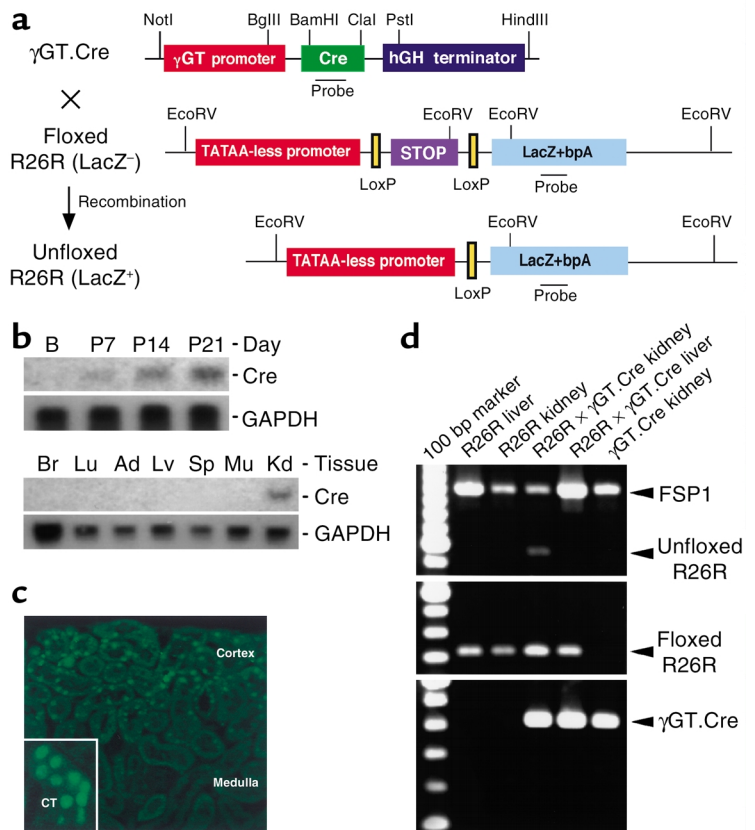 a
NotI BglII BamHI ClaI PstI HindIII
γGT.Cre
γGT promoter Cre hGH terminator
Probe
×
EcoRV EcoRV EcoRV EcoRV
Floxed
R26R (LacZ–)
TATAA-less promoter STOP LacZ+bpA
LoxP LoxP Probe
Recombination
EcoRV EcoRV EcoRV
Unfloxed
R26R (LacZ+)
TATAA-less promoter LacZ+bpA
LoxP Probe
b
B P7 P14 P21 - Day
- Cre
- GAPDH
Br Lu Ad Lv Sp Mu Kd - Tissue
- Cre
- GAPDH
c
Cortex
Medulla
CT
d
100 bp marker
R26R liver
R26R kidney
R26R × γGT.Cre kidney
R26R × γGT.Cre liver
γGT.Cre kidney
FSP1
Unfloxed
R26R
Floxed
R26R
γGT.Cre